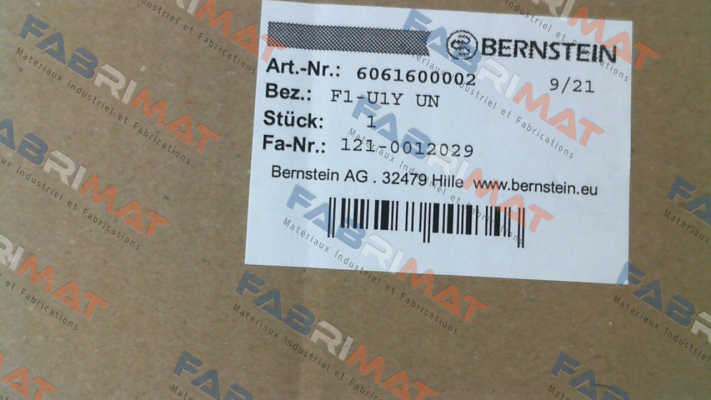 BERNSTEIN
Art.-Nr.: 6061600002 9/21
Bez.: F1-U1Y UN
Stück: 1
Fa-Nr.: 121-0012029
Bernstein AG . 32479 Hille www.bernstein.eu
FABRIMAT
Materiaux Industriel et Fabrications